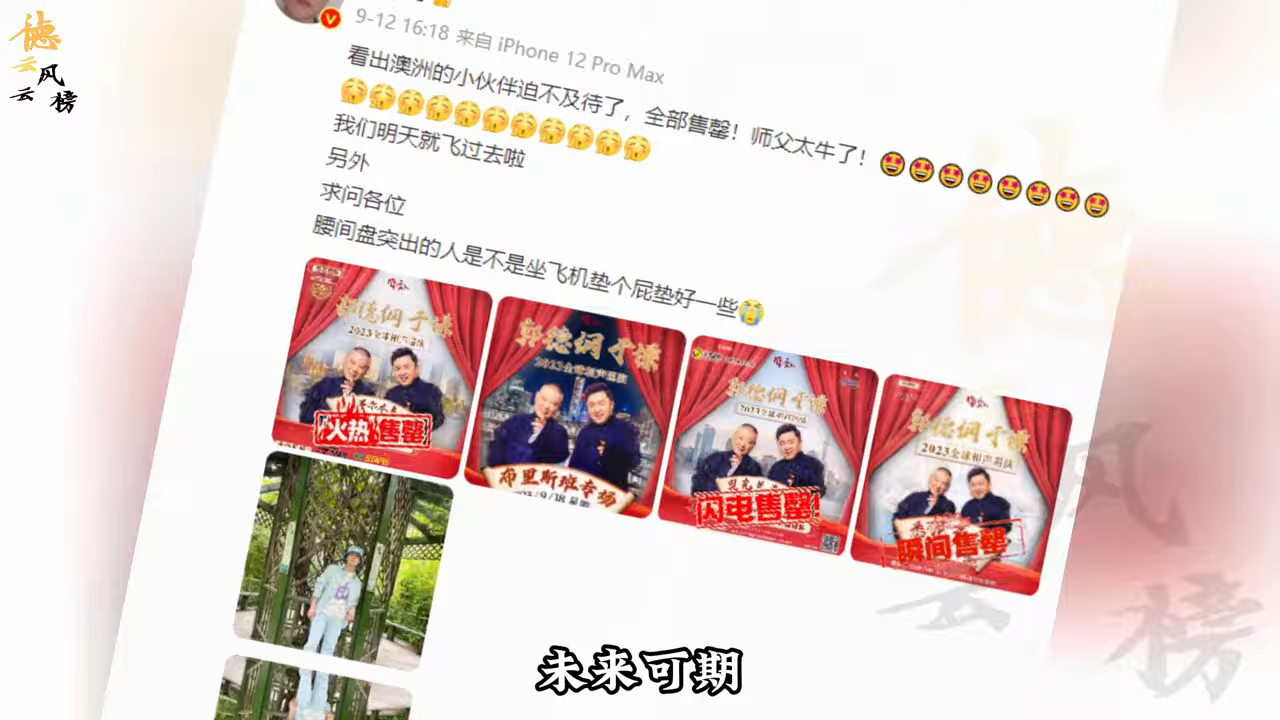 德
云
风
云
榜
9-12 16:18 来自 iPhone 12 Pro Max
看出澳洲的小伙伴迫不及待了,全部售罄!师父太牛了!
我们明天就飞过去啦
另外
求问各位
腰间盘突出的人是不是坐飞机垫个屁垫好一些
郭德纲 于谦
2023全球相声巡演
火热售罄
郭德纲 于谦
2023全球相声巡演
布里斯班专场
郭德纲 于谦
2023全球相声巡演
闪电售罄!
郭德纲 于谦
2023全球相声巡演
瞬间售罄
德
云
风
榜
未来可期